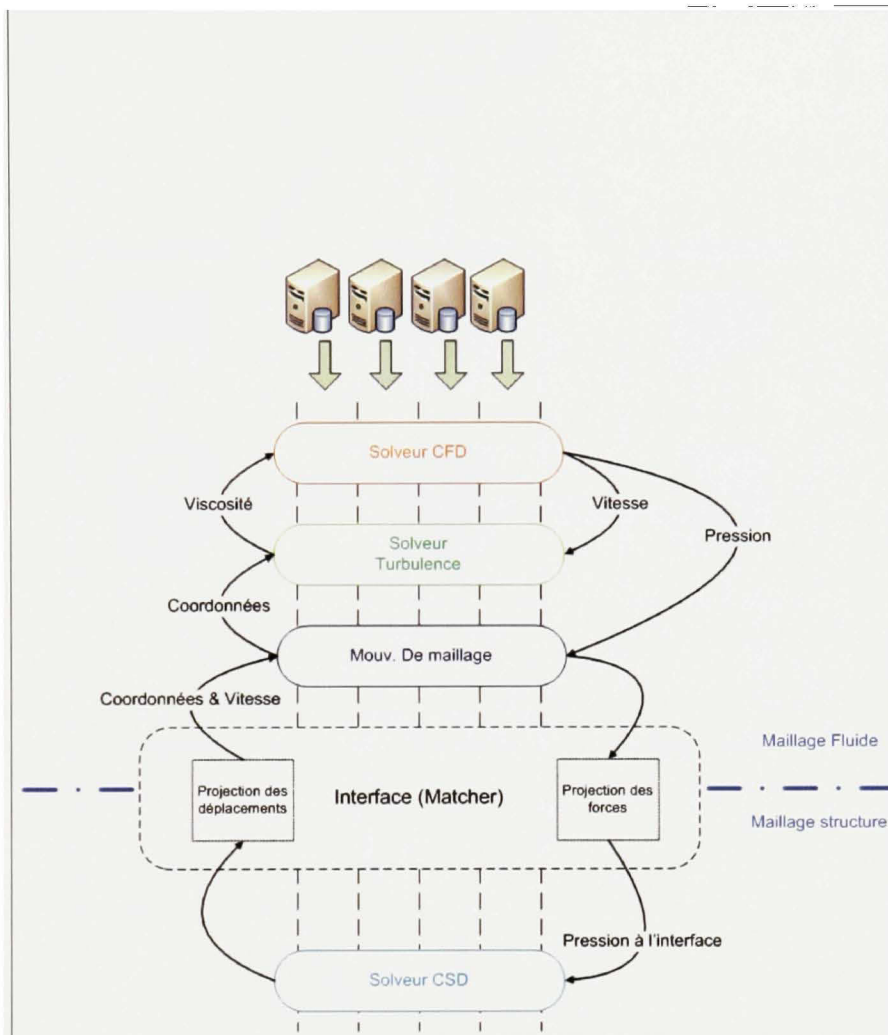 Solveur CFD
Viscosité
Vitesse
Pression
Solveur
Turbulence
Coordonnées
Mouv. De maillage
Coordonnées & Vitesse
Maillage Fluide
Projection des
déplacements
Interface (Matcher)
Projection des
forces
Maillage structure
Pression à l'interface
Solveur CSD